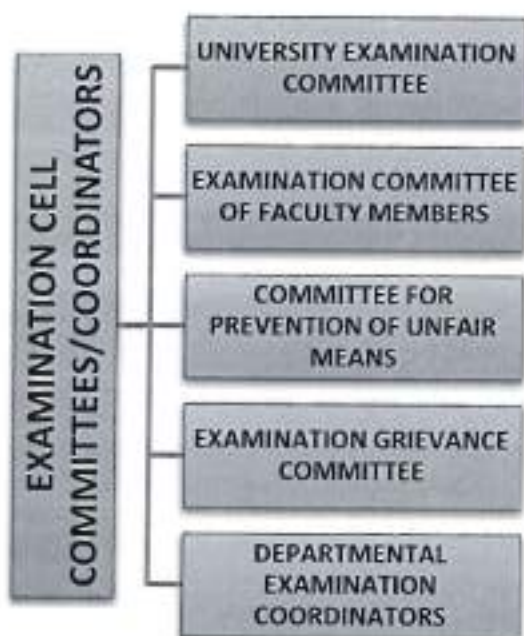 EXAMINATION CELL
COMMITTEES/COORDINATORS
UNIVERSITY EXAMINATION
COMMITTEE
EXAMINATION COMMITTEE
OF FACULTY MEMBERS
COMMITTEE FOR
PREVENTION OF UNFAIR
MEANS
EXAMINATION GRIEVANCE
COMMITTEE
DEPARTMENTAL
EXAMINATION
COORDINATORS